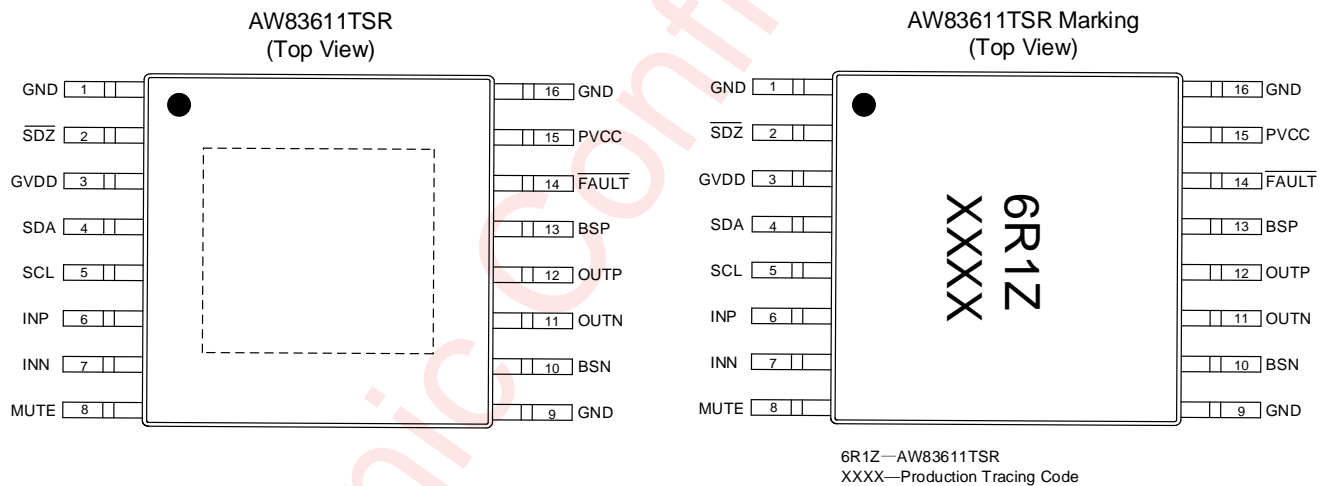 AW83611TSR
(Top View)
GND 1
SDZ 2
GVDD 3
SDA 4
SCL 5
INP 6
INN 7
MUTE 8
16 GND
15 PVCC
14 FAULT
13 BSP
12 OUTP
11 OUTN
10 BSN
9 GND
AW83611TSR Marking
(Top View)
GND 1
SDZ 2
GVDD 3
SDA 4
SCL 5
INP 6
INN 7
MUTE 8
6R1Z
XXXX
16 GND
15 PVCC
14 FAULT
13 BSP
12 OUTP
11 OUTN
10 BSN
9 GND
6R1Z—AW83611TSR
XXXX—Production Tracing Code